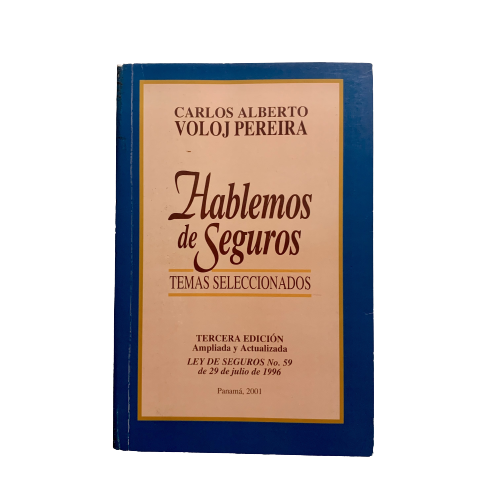 CARLOS ALBERTO
VOLOJ PEREIRA
Hablemos
de Seguros
TEMAS SELECCIONADOS
TERCERA EDICIÓN
Ampliada y Actualizada
LEY DE SEGUROS No. 59
de 29 de julio de 1996
Panamá, 2001